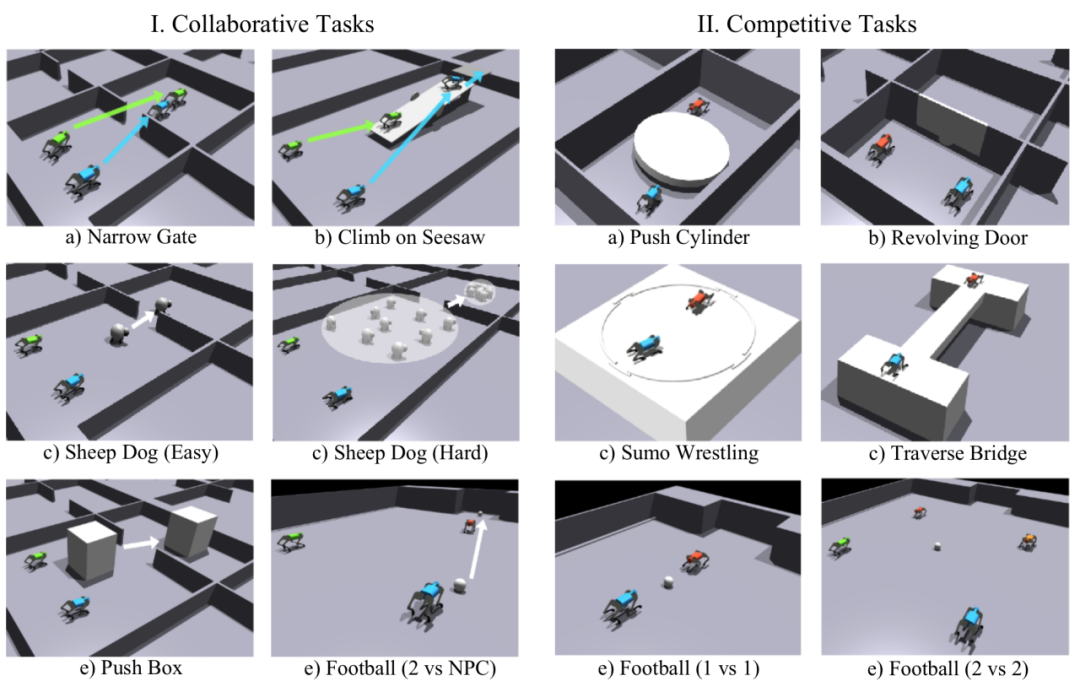 I. Collaborative Tasks
II. Competitive Tasks
a) Narrow Gate
b) Climb on Seesaw
a) Push Cylinder
b) Revolving Door
c) Sheep Dog (Easy)
c) Sheep Dog (Hard)
c) Sumo Wrestling
c) Traverse Bridge
e) Push Box
e) Football (2 vs NPC)
e) Football (1 vs 1)
e) Football (2 vs 2)